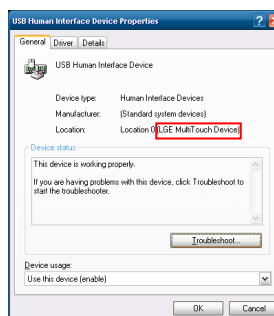 USB Human Interface Device Properties
General Driver Details
USB Human Interface Device
Device type: Human Interface Devices
Manufacturer: (Standard system devices)
Location: Location 0 (LGE MultiTouch Device)
Device status
This device is working properly.
If you are having problems with this device, click Troubleshoot to
start the troubleshooter.
Troubleshoot...
Device usage:
Use this device (enable)
OK Cancel